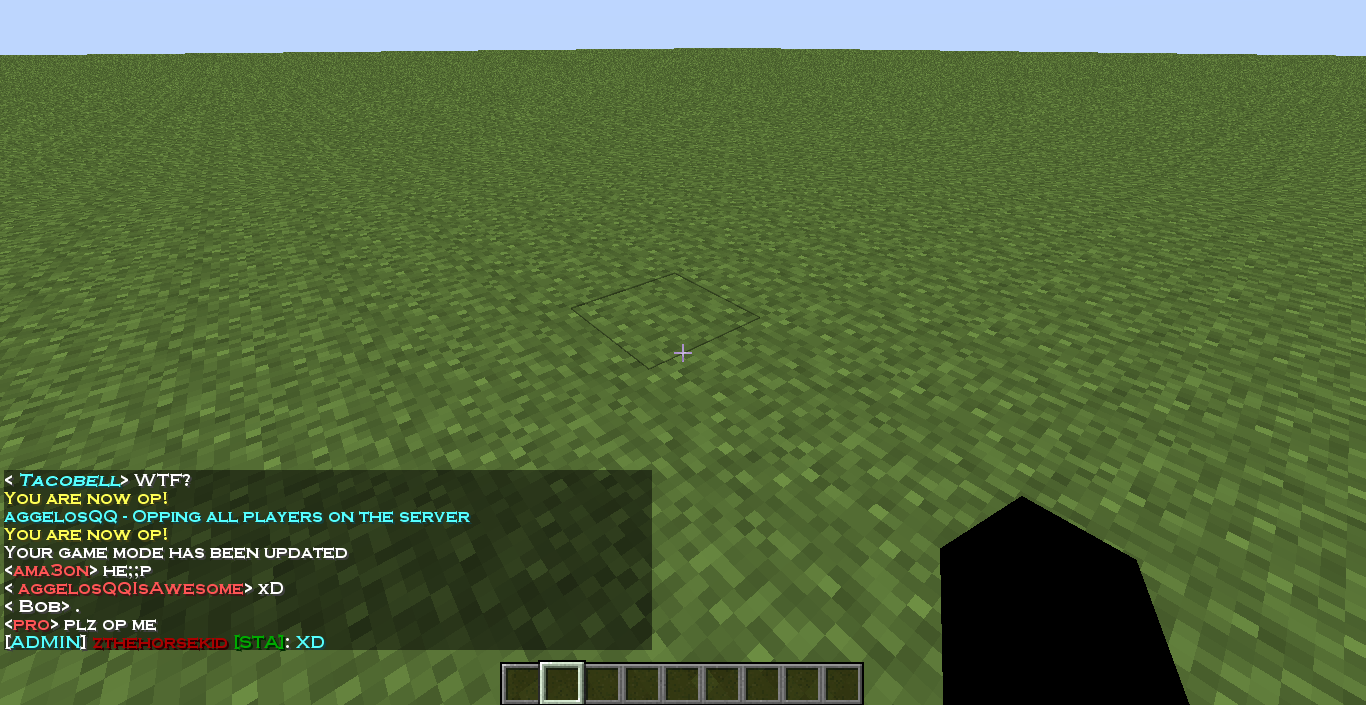 < Tacobell> WTF?
You are now op!
aggelosQQ - Opping all players on the server
You are now op!
Your game mode has been updated
<ama3on> he;;p
< aggelosQQIsAwesome> xD
< Bob> .
<pro> plz op me
[ADMIN] zthehorsekid [STA]: XD